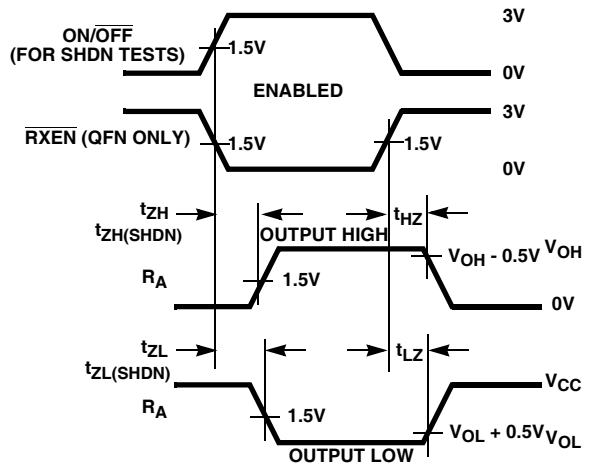 ON/OFF
(FOR SHDN TESTS)
3V
1.5V
0V
ENABLED
3V
RXEN (QFN ONLY)
1.5V
1.5V
0V
tZH
tZH(SHDN)
tHZ
OUTPUT HIGH
VOH - 0.5V
VOH
RA
1.5V
0V
tZL
tZL(SHDN)
tLZ
VCC
RA
1.5V
VOL + 0.5V
VOL
OUTPUT LOW